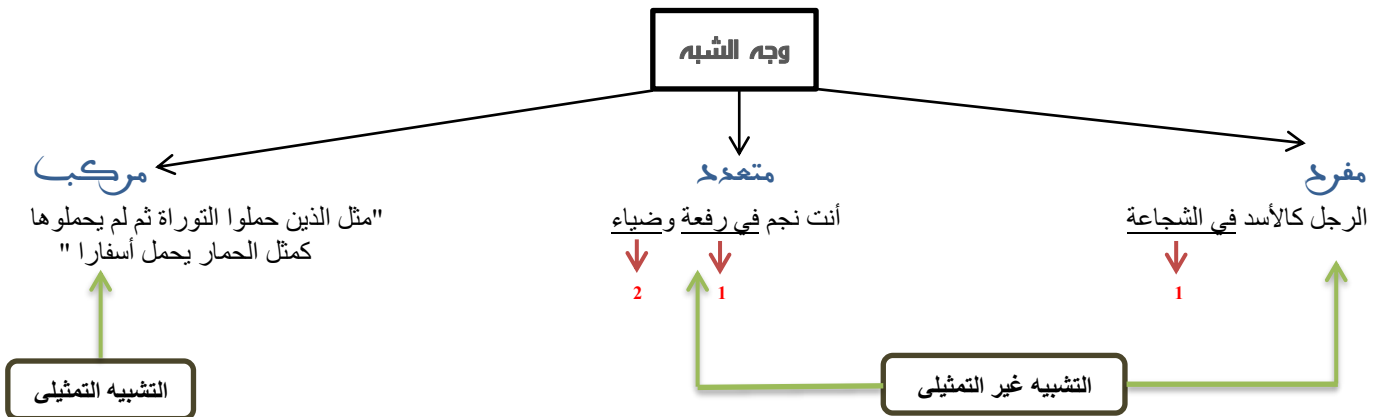 وجه الشبه
مفرد
متعدد
مركب
الرجل كالأسد في الشجاعة
أنت نجم في رفعة وضياء
"مثل الذين حملوا التوراة ثم لم يحملوها
كمثل الحمار يحمل أسفارا "
1
1
2
التشبيه غير التمثيلى
التشبيه التمثيلى